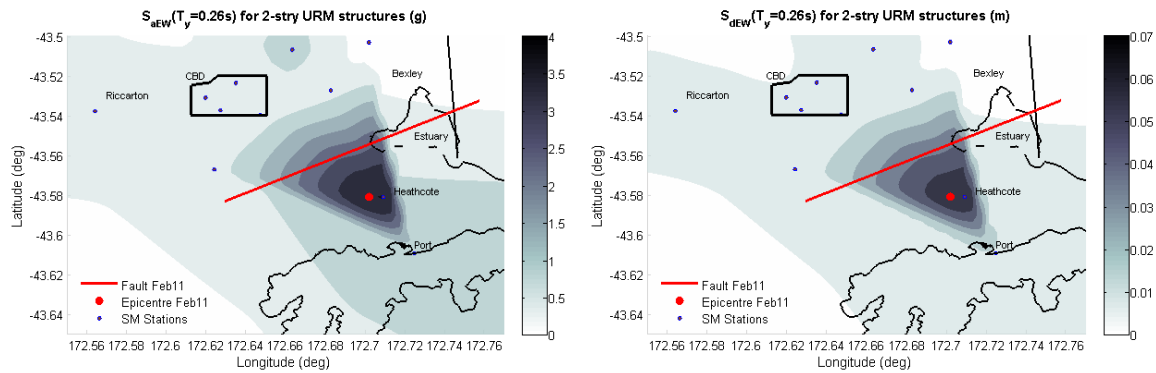 S_aEW(T_y=0.26s) for 2-stry URM structures (g)
-43.5
-43.52
-43.54
-43.56
-43.58
-43.6
-43.62
-43.64
Latitude (deg)
CBD
Riccarton
Bexley
Estuary
Heathcote
Port
Fault Feb11
Epicentre Feb11
SM Stations
172.56 172.58 172.6 172.62 172.64 172.66 172.68 172.7 172.72 172.74 172.76
Longitude (deg)
4
3.5
3
2.5
2
1.5
1
0.5
0
S_dEW(T_y=0.26s) for 2-stry URM structures (m)
-43.5
-43.52
-43.54
-43.56
-43.58
-43.6
-43.62
-43.64
Latitude (deg)
CBD
Riccarton
Bexley
Estuary
Heathcote
Port
Fault Feb11
Epicentre Feb11
SM Stations
172.56 172.58 172.6 172.62 172.64 172.66 172.68 172.7 172.72 172.74 172.76
Longitude (deg)
0.07
0.06
0.05
0.04
0.03
0.02
0.01
0